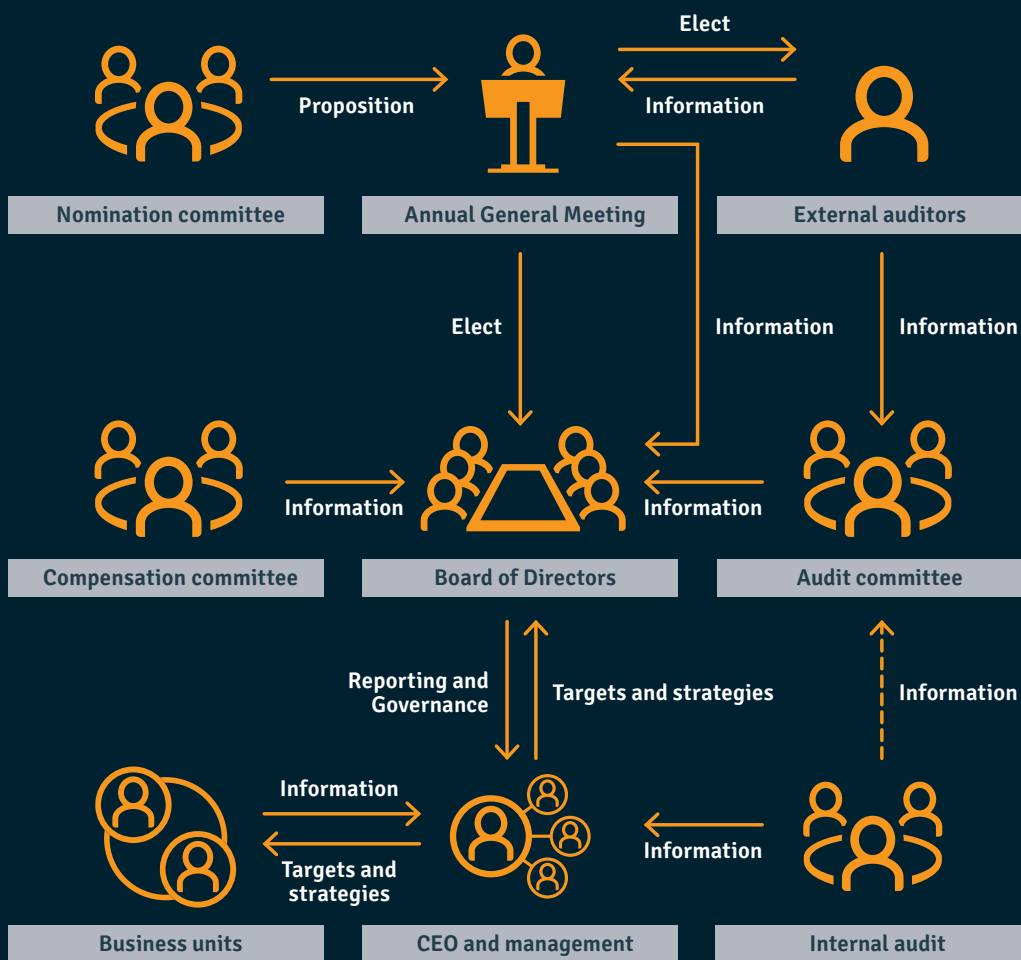 Elect
Proposition
Information
Nomination committee
Annual General Meeting
External auditors
Elect
Information
Information
Information
Information
Compensation committee
Board of Directors
Audit committee
Reporting and
Governance
Targets and strategies
Information
Information
Targets and
strategies
Information
Business units
CEO and management
Internal audit